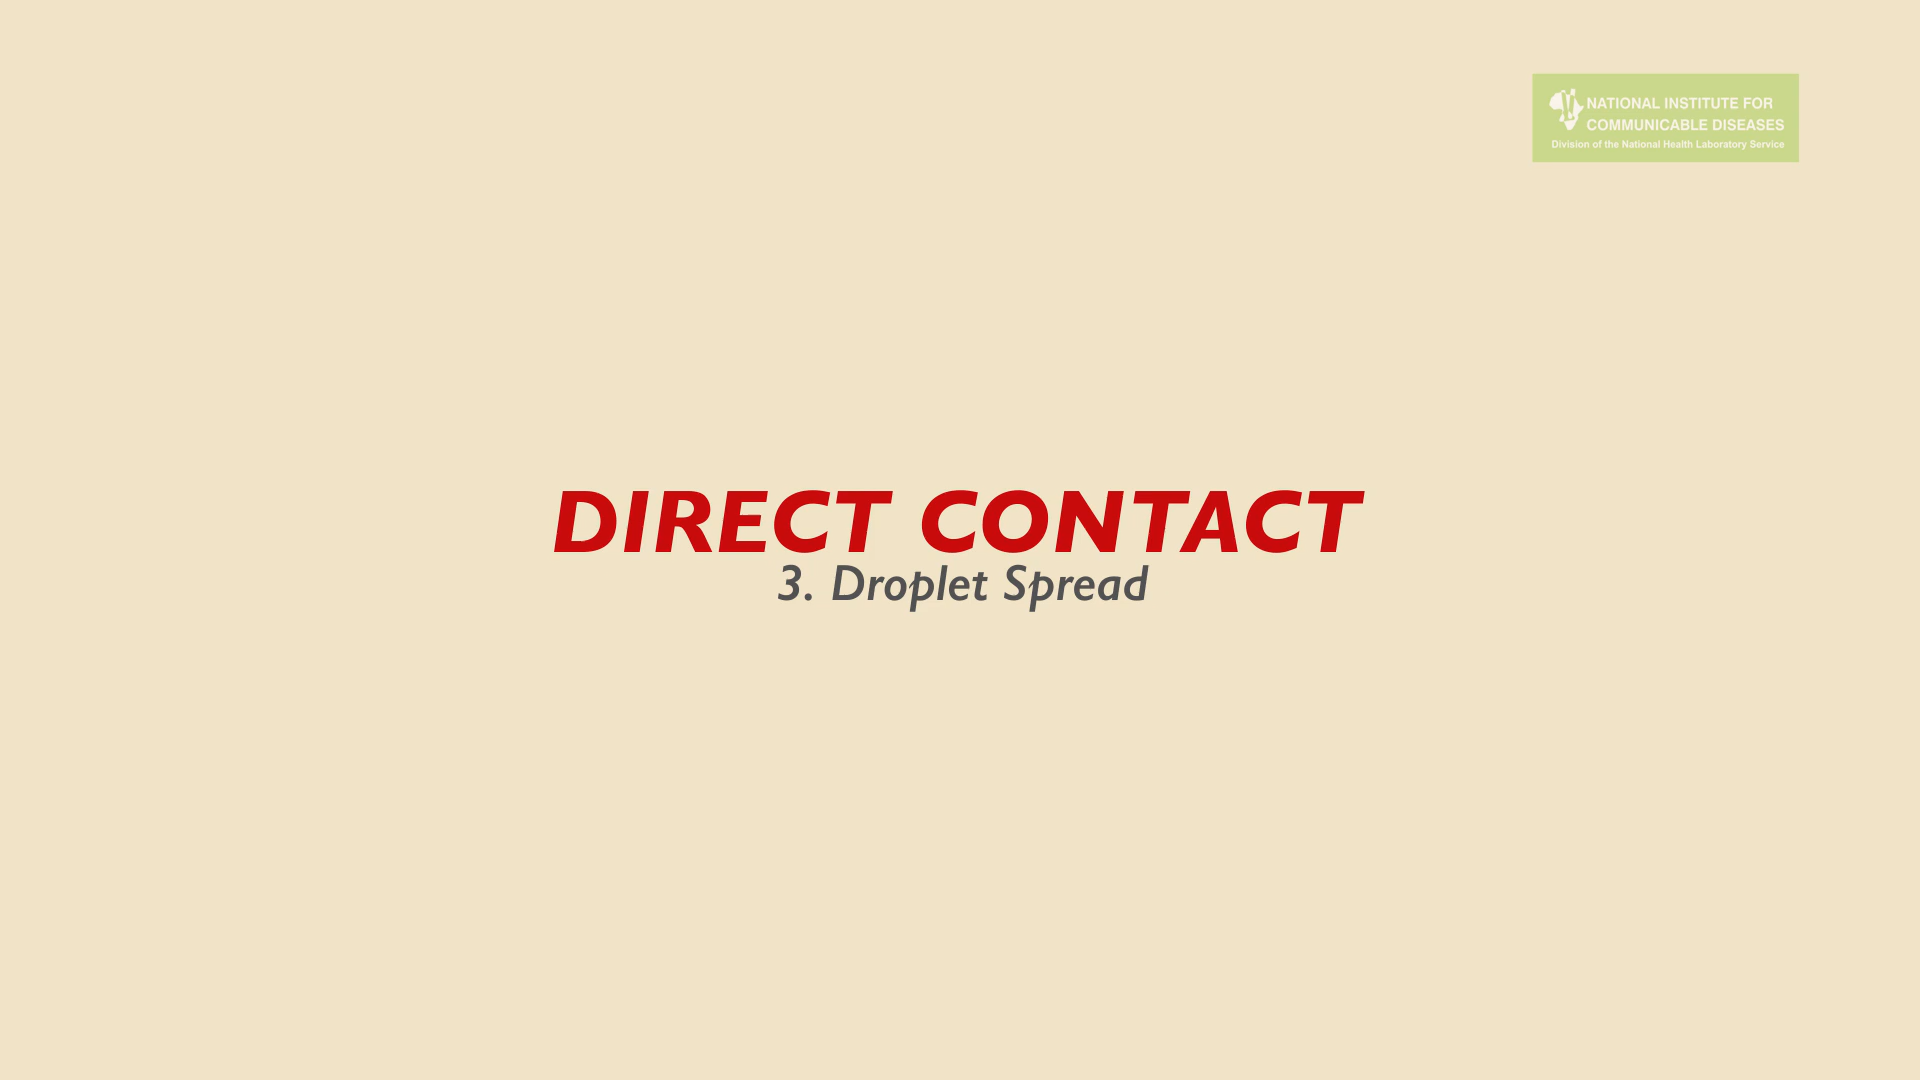 NATIONAL INSTITUTE FOR
COMMUNICABLE DISEASES
Division of the National Health Laboratory Service
DIRECT CONTACT
3. Droplet Spread